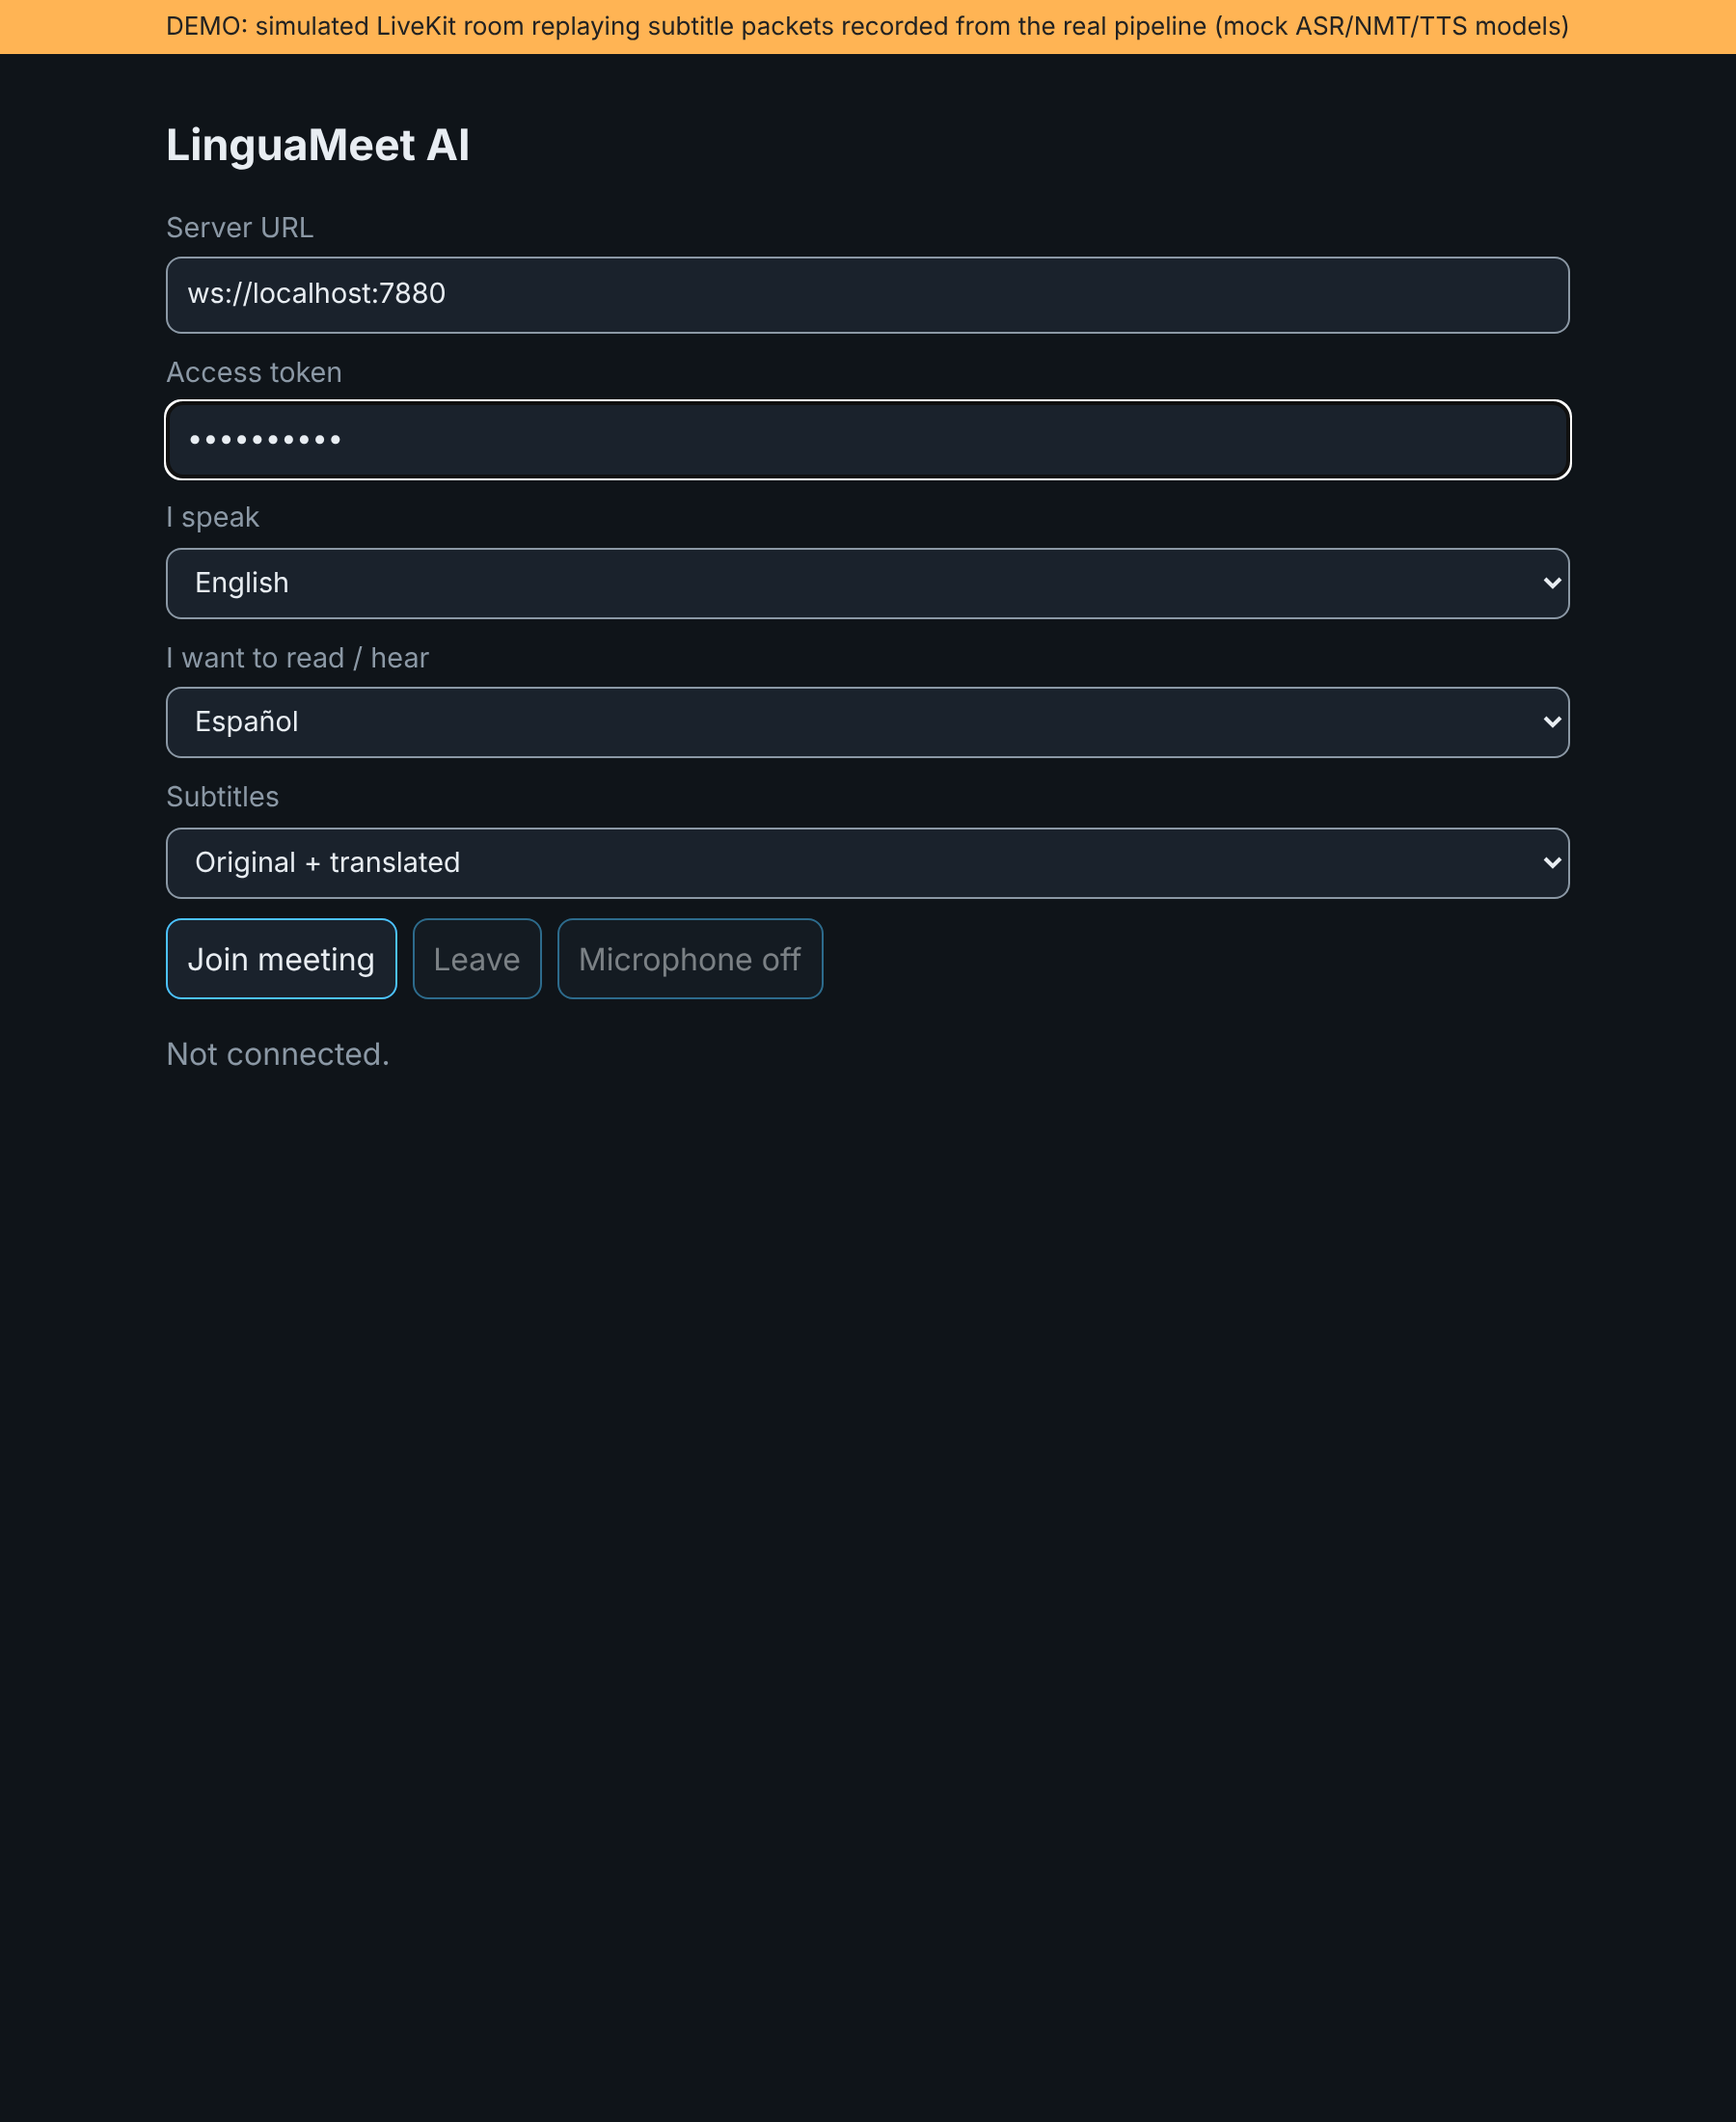 DEMO: simulated LiveKit room replaying subtitle packets recorded from the real pipeline (mock ASR/NMT/TTS models)
LinguaMeet AI
Server URL
ws://localhost:7880
Access token
••••••••••
I speak
English
I want to read / hear
Español
Subtitles
Original + translated
Join meeting Leave Microphone off
Not connected.